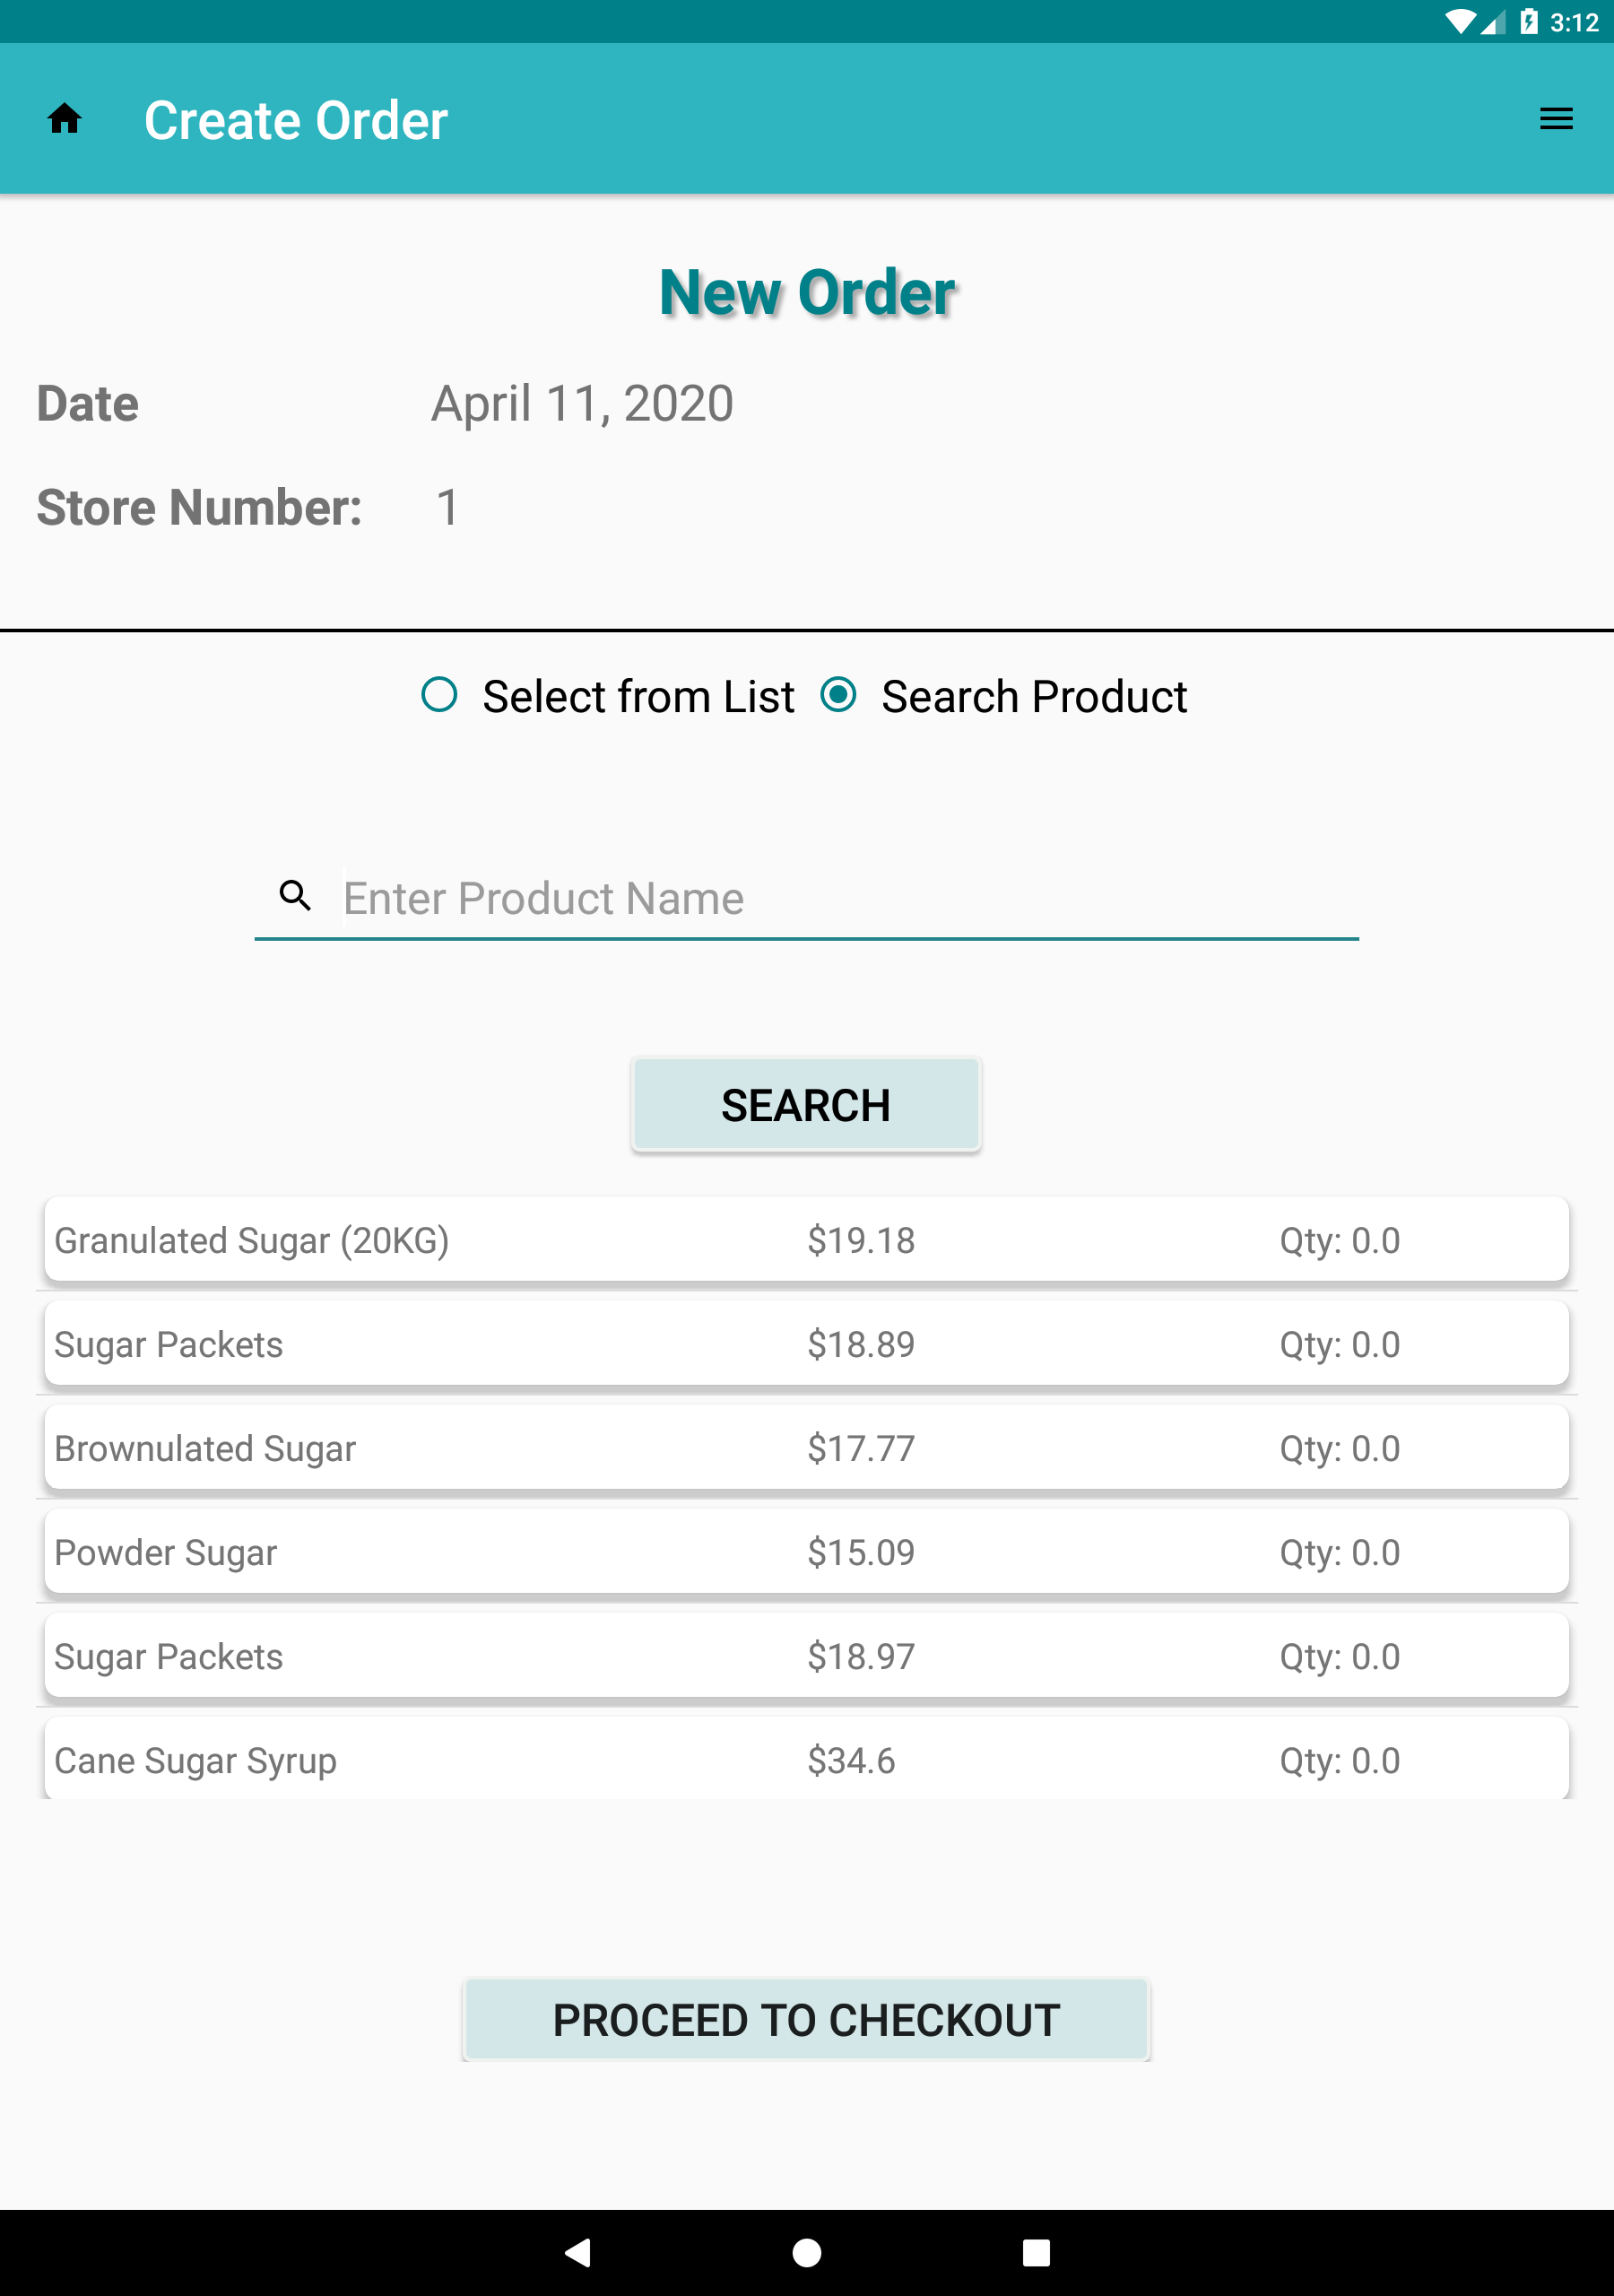 3:12
Create Order
New Order
Date April 11, 2020
Store Number: 1
Select from List Search Product
Enter Product Name
SEARCH
Granulated Sugar (20KG) $19.18 Qty: 0.0
Sugar Packets $18.89 Qty: 0.0
Brownulated Sugar $17.77 Qty: 0.0
Powder Sugar $15.09 Qty: 0.0
Sugar Packets $18.97 Qty: 0.0
Cane Sugar Syrup $34.6 Qty: 0.0
PROCEED TO CHECKOUT